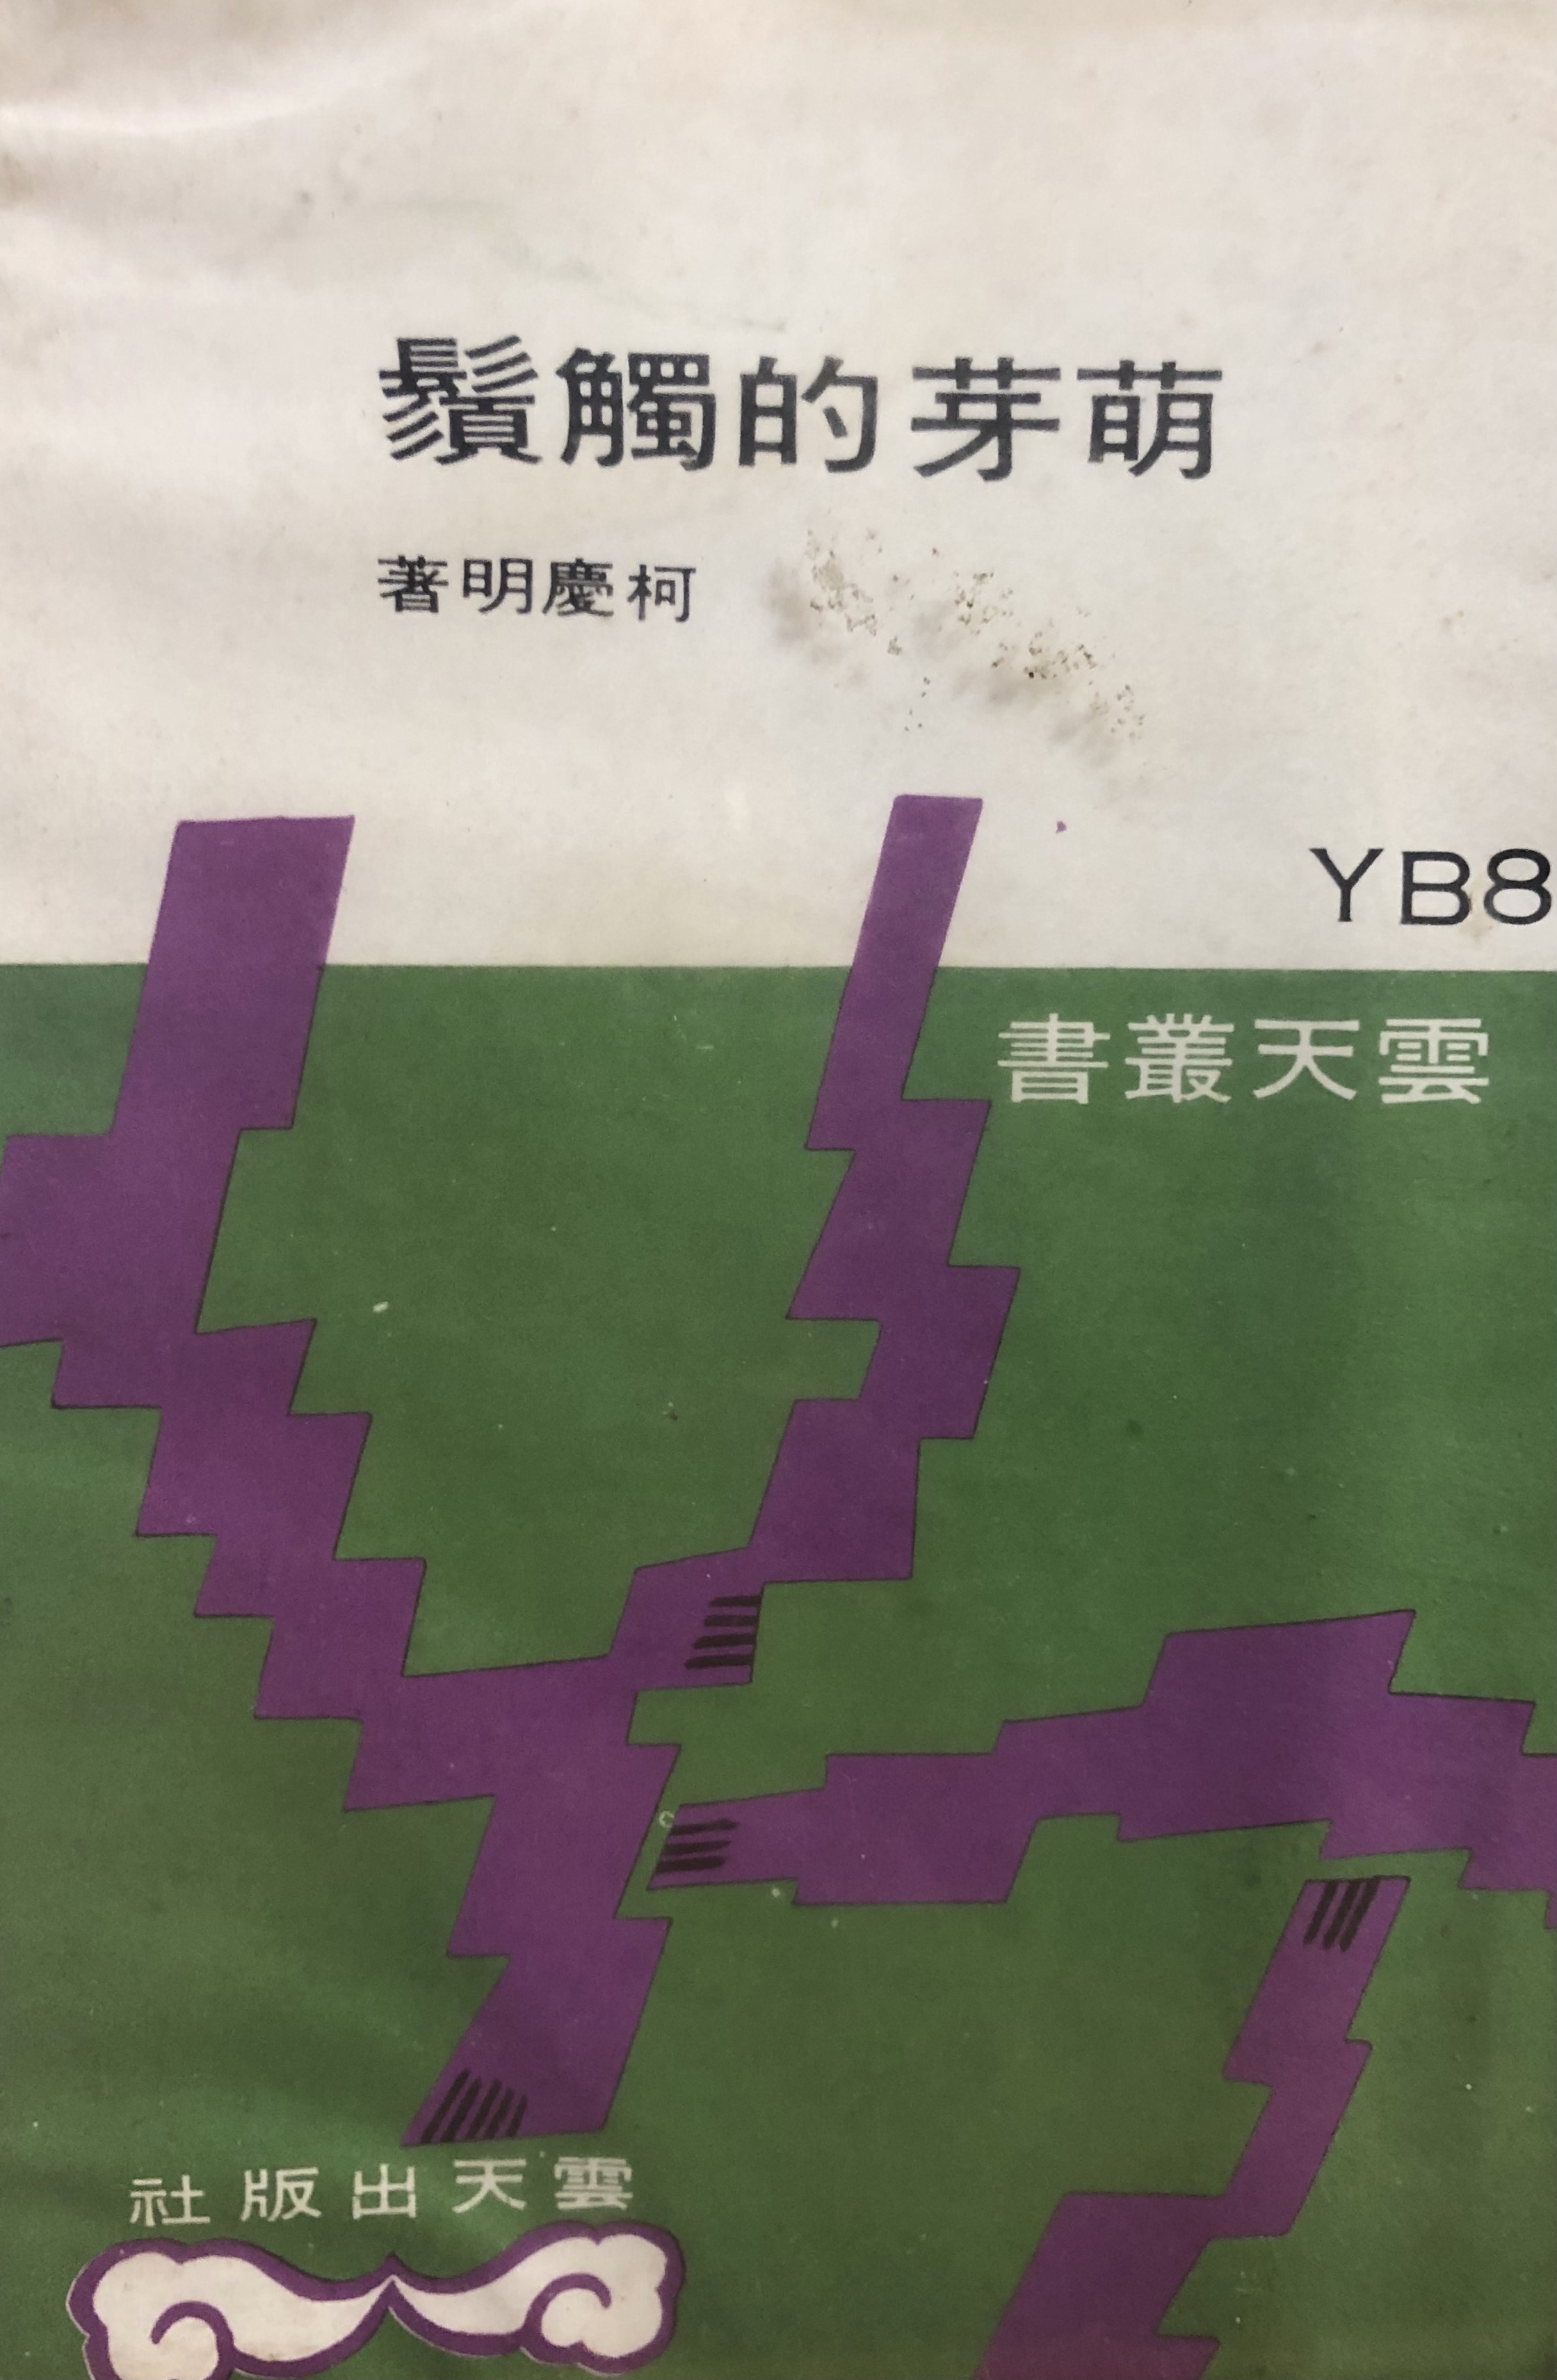 萌芽的觸鬚
柯慶明著
YB8
雲天叢書
雲天出版社